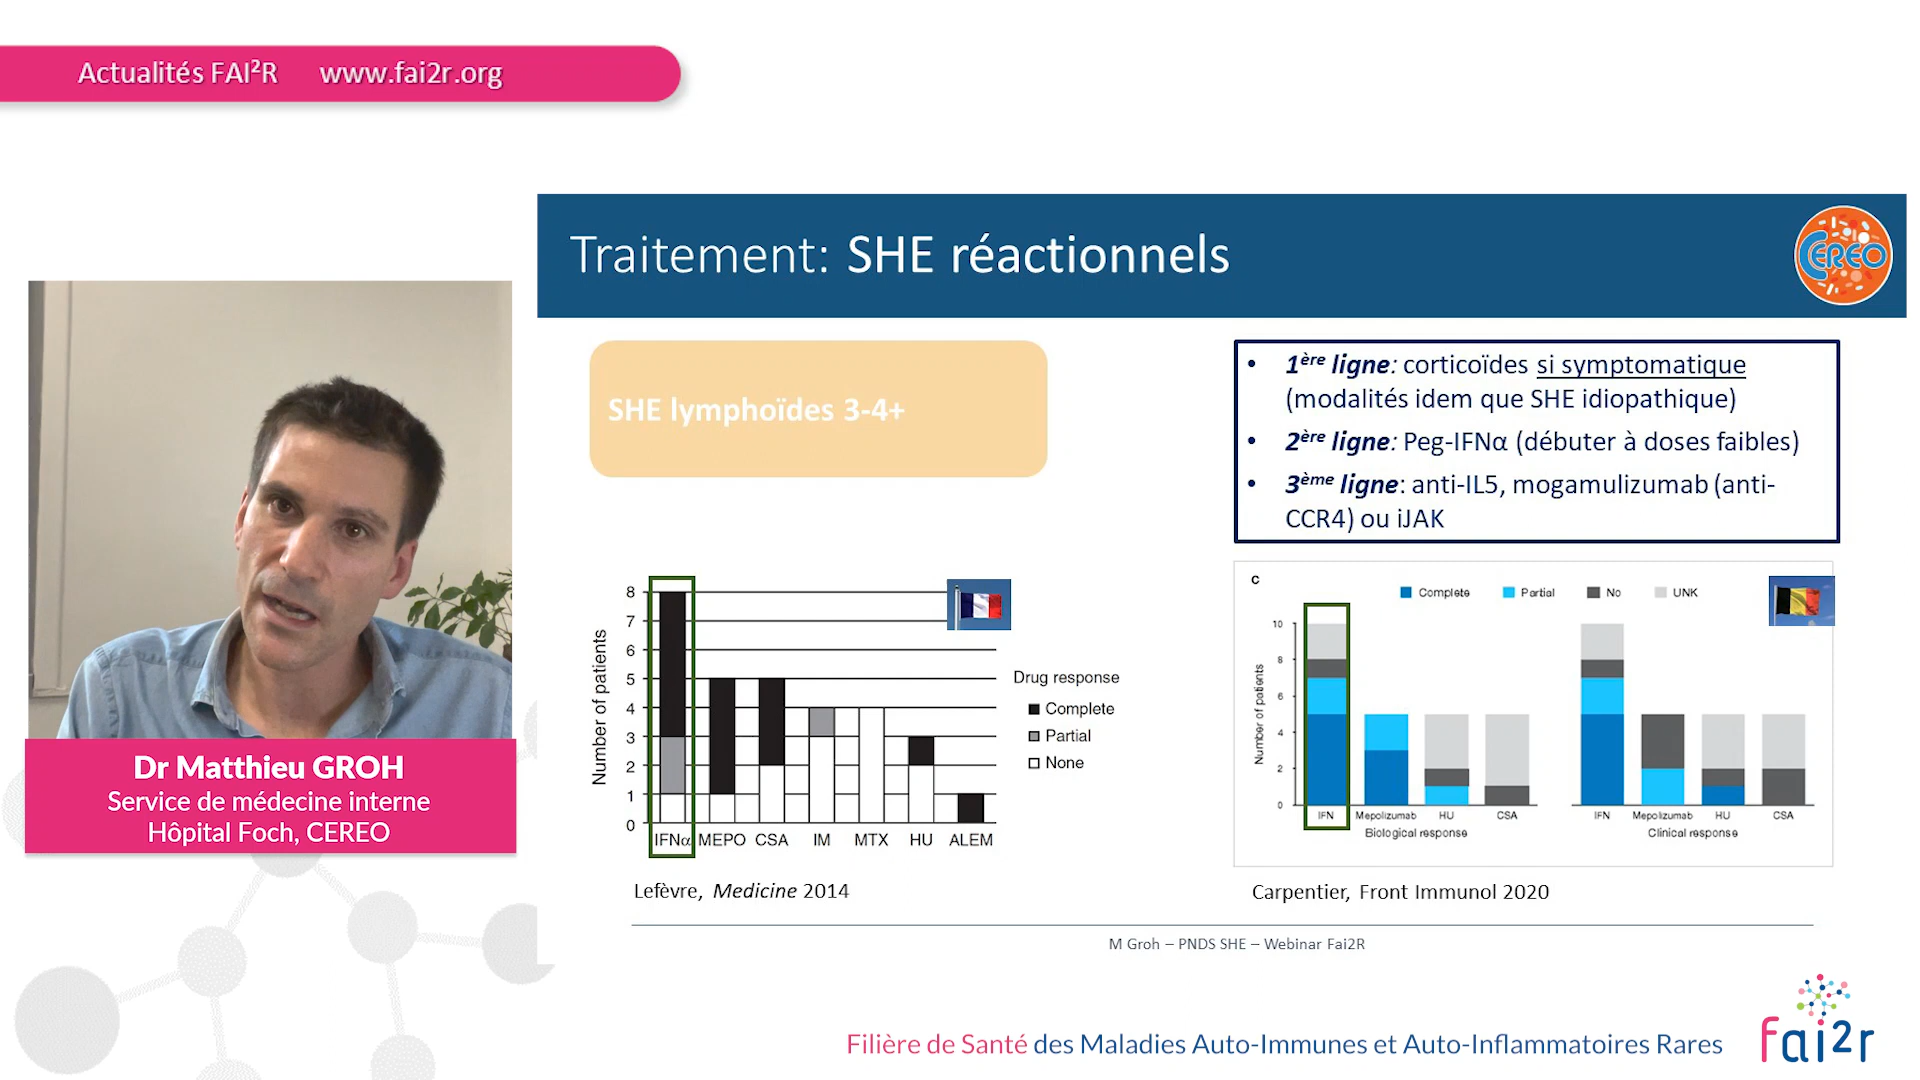 Actualités FAI²R www.fai2r.org
Traitement: SHE réactionnels
CEREO
SHE lymphoïdes 3-4+
• 1ère ligne: corticoïdes si symptomatique
(modalités idem que SHE idiopathique)
• 2ère ligne: Peg-IFNα (débuter à doses faibles)
• 3ème ligne: anti-IL5, mogamulizumab (anti-
CCR4) ou iJAK
Dr Matthieu GROH
Service de médecine interne
Hôpital Foch, CEREO
Number of patients
8
7
6
5
4
3
2
1
0
IFNα MEPO CSA IM MTX HU ALEM
Drug response
Complete
Partial
None
Lefèvre, Medicine 2014
C
Complete Partial No UNK
Number of patients
10
8
6
4
2
0
IFN Mepolizumab HU CSA
Biological response
IFN Mepolizumab HU CSA
Clinical response
Carpentier, Front Immunol 2020
M Groh – PNDS SHE – Webinar Fai2R
Filière de Santé des Maladies Auto-Immunes et Auto-Inflammatoires Rares
fai2r